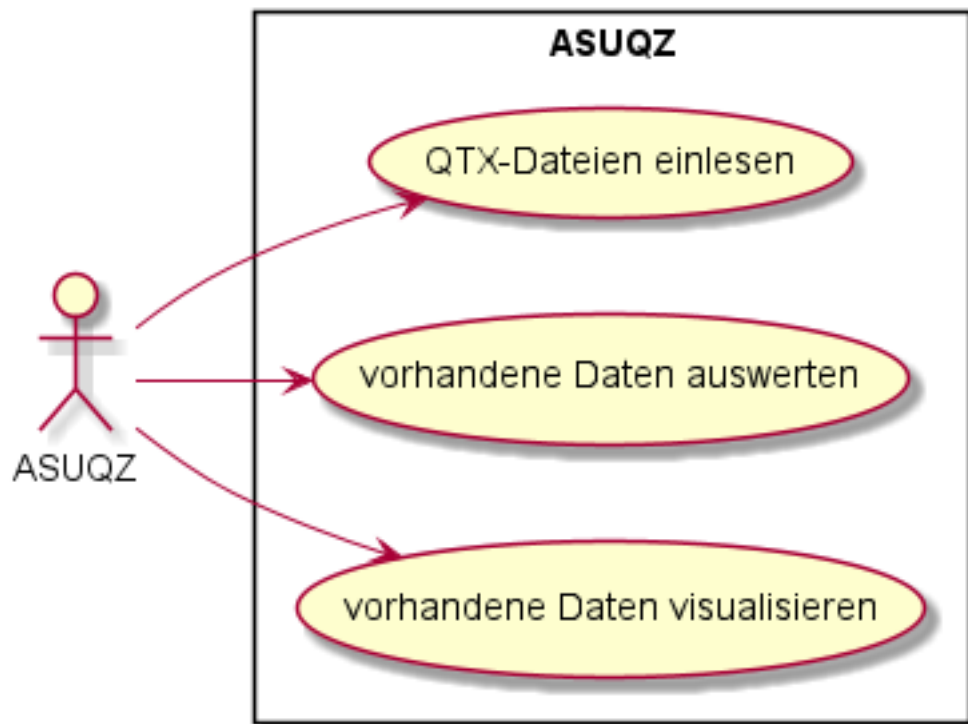 ASUQZ
QTX-Dateien einlesen
vorhandene Daten auswerten
ASUQZ
vorhandene Daten visualisieren